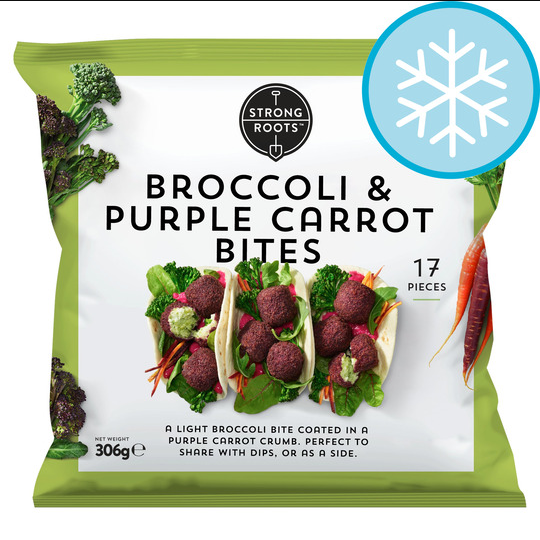 STRONG
ROOTS™
BROCCOLI &
PURPLE CARROT
BITES
17
PIECES
A LIGHT BROCCOLI BITE COATED IN A
PURPLE CARROT CRUMB. PERFECT TO
SHARE WITH DIPS, OR AS A SIDE.
NET WEIGHT
306g℮